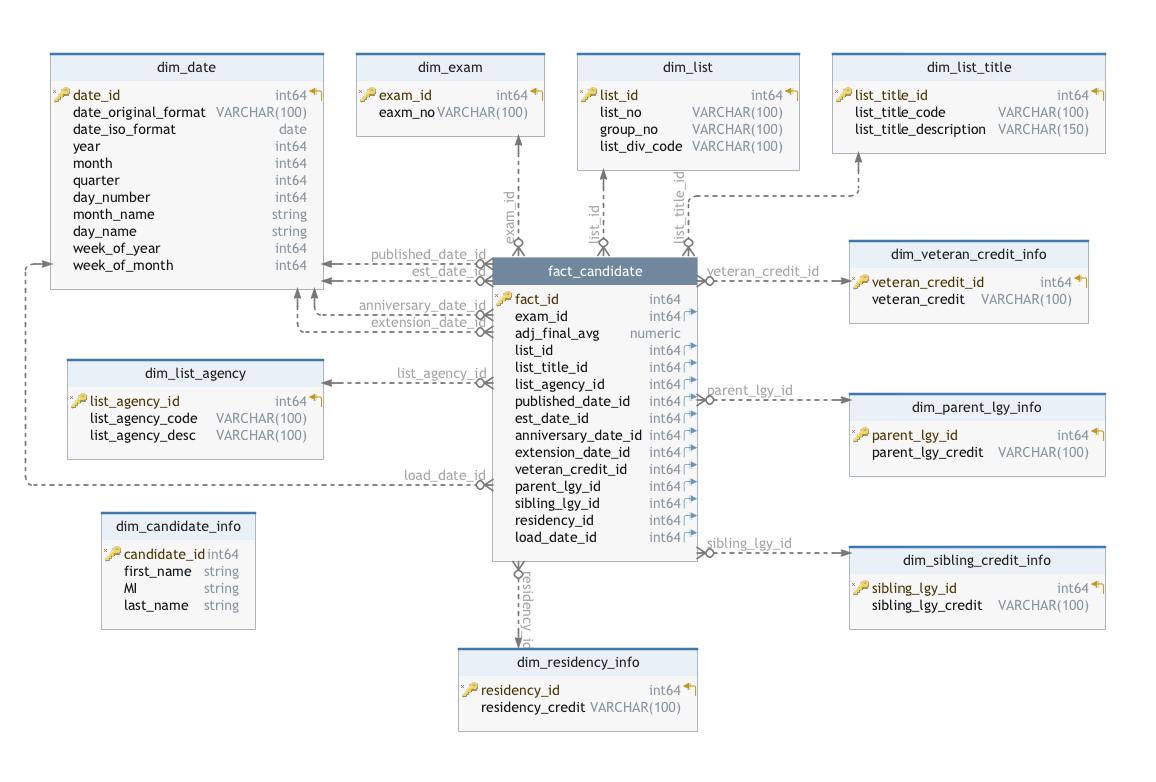 dim_date
date_id int64
date_original_format VARCHAR(100)
date_iso_format date
year int64
month int64
quarter int64
day_number int64
month_name string
day_name string
week_of_year int64
week_of_month int64
dim_exam
exam_id int64
eaxm_no VARCHAR(100)
dim_list
list_id int64
list_no VARCHAR(100)
group_no VARCHAR(100)
list_div_code VARCHAR(100)
dim_list_title
list_title_id int64
list_title_code VARCHAR(100)
list_title_description VARCHAR(150)
exam_id
list_id
list_title_id
published_date_id
est_date_id
anniversary_date_id
extension_date_id
list_agency_id
load_date_id
fact_candidate
fact_id int64
exam_id int64
adj_final_avg numeric
list_id int64
list_title_id int64
list_agency_id int64
published_date_id int64
est_date_id int64
anniversary_date_id int64
extension_date_id int64
veteran_credit_id int64
parent_lgy_id int64
sibling_lgy_id int64
residency_id int64
load_date_id int64
veteran_credit_id
parent_lgy_id
sibling_lgy_id
residency_id
dim_veteran_credit_info
veteran_credit_id int64
veteran_credit VARCHAR(100)
dim_list_agency
list_agency_id int64
list_agency_code VARCHAR(100)
list_agency_desc VARCHAR(100)
dim_parent_lgy_info
parent_lgy_id int64
parent_lgy_credit VARCHAR(100)
dim_candidate_info
candidate_id int64
first_name string
MI string
last_name string
dim_sibling_credit_info
sibling_lgy_id int64
sibling_lgy_credit VARCHAR(100)
dim_residency_info
residency_id int64
residency_credit VARCHAR(100)